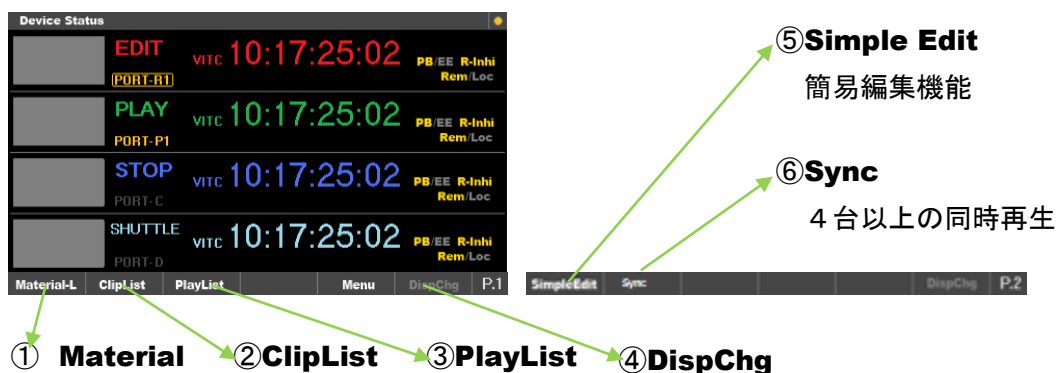 Device Status
EDIT VITC 10:17:25:02 PB/EE R-Inhi
PORT-R1 Rem/Loc
PLAY VITC 10:17:25:02 PB/EE R-Inhi
PORT-P1 Rem/Loc
STOP VITC 10:17:25:02 PB/EE R-Inhi
PORT-C Rem/Loc
SHUTTLE VITC 10:17:25:02 PB/EE R-Inhi
PORT-D Rem/Loc
Material-L ClipList PlayList Menu DispChg P.1
⑤Simple Edit
簡易編集機能
⑥Sync
４台以上の同時再生
SimpleEdit Sync DispChg P.2
① Material ②ClipList ③PlayList ④DispChg